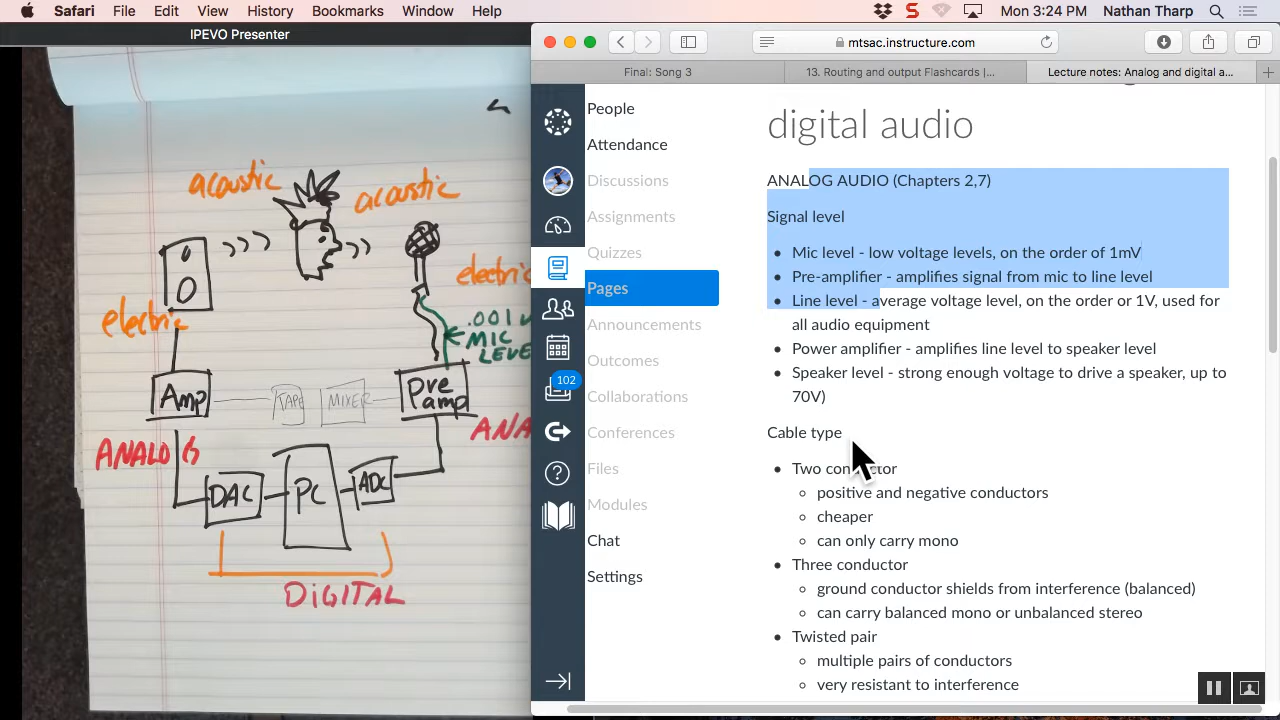 Safari File Edit View History Bookmarks Window Help Mon 3:24 PM Nathan Tharp
IPEVO Presenter
acoustic
acoustic
electric
electric
.001
MIC
LEVE
Amp
TAPE
MIXER
Pre
amp
ANALOG
ANA
DAC
PC
ADC
DIGITAL
mtsac.instructure.com
Final: Song 3
13. Routing and output Flashcards |...
Lecture notes: Analog and digital a...
People
Attendance
Discussions
Assignments
Quizzes
Pages
Announcements
Outcomes
102
Collaborations
Conferences
Files
Modules
Chat
Settings
digital audio
ANALOG AUDIO (Chapters 2,7)
Signal level
Mic level - low voltage levels, on the order of 1mV
Pre-amplifier - amplifies signal from mic to line level
Line level - average voltage level, on the order or 1V, used for
all audio equipment
Power amplifier - amplifies line level to speaker level
Speaker level - strong enough voltage to drive a speaker, up to
70V)
Cable type
Two conductor
positive and negative conductors
cheaper
can only carry mono
Three conductor
ground conductor shields from interference (balanced)
can carry balanced mono or unbalanced stereo
Twisted pair
multiple pairs of conductors
very resistant to interference